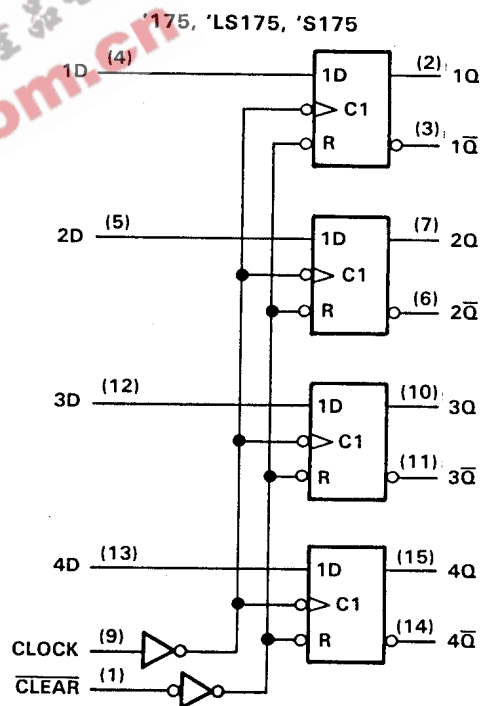 '175, 'LS175, 'S175
1D (4) 1D (2) 1Q
C1
R (3) 1Q̅
2D (5) 1D (7) 2Q
C1
R (6) 2Q̅
3D (12) 1D (10) 3Q
C1
R (11) 3Q̅
4D (13) 1D (15) 4Q
C1
R (14) 4Q̅
CLOCK (9)
C̅L̅E̅A̅R̅ (1)
om.cn